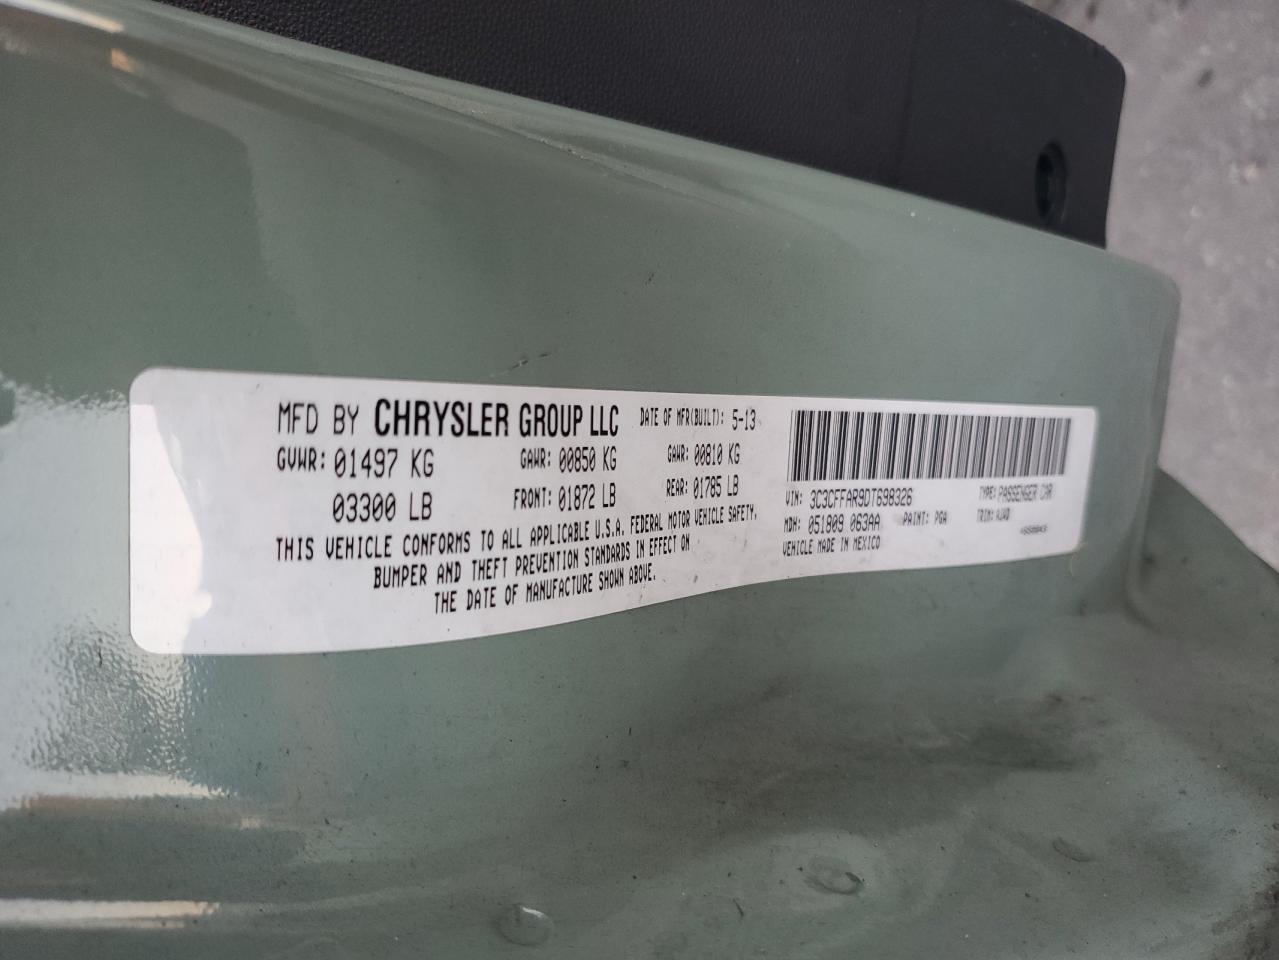 MFD BY CHRYSLER GROUP LLC DATE OF MFR(BUILT): 5-13
GVWR: 01497 KG GAWR: 00850 KG GAWR: 00810 KG
03300 LB FRONT: 01872 LB REAR: 01785 LB
THIS VEHICLE CONFORMS TO ALL APPLICABLE U.S.A. FEDERAL MOTOR VEHICLE SAFETY,
BUMPER AND THEFT PREVENTION STANDARDS IN EFFECT ON
THE DATE OF MANUFACTURE SHOWN ABOVE.
VIN: 3C3CFFAR9DT698326 TYPE: PASSENGER CAR
MDH: 051809 063AA PAINT: PGA TRIM:
VEHICLE MADE IN MEXICO